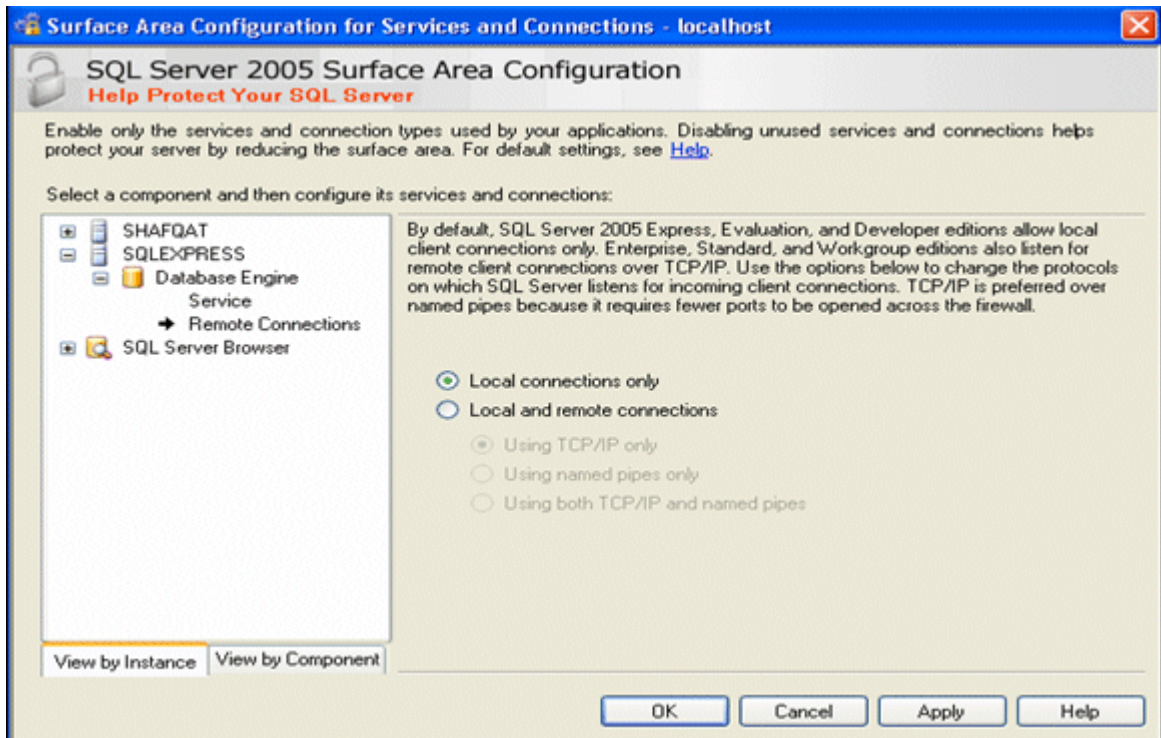 Surface Area Configuration for Services and Connections - localhost
SQL Server 2005 Surface Area Configuration
Help Protect Your SQL Server
Enable only the services and connection types used by your applications. Disabling unused services and connections helps
protect your server by reducing the surface area. For default settings, see Help.
Select a component and then configure its services and connections:
SHAFQAT
SQLEXPRESS
Database Engine
Service
Remote Connections
SQL Server Browser
View by Instance
View by Component
By default, SQL Server 2005 Express, Evaluation, and Developer editions allow local
client connections only. Enterprise, Standard, and Workgroup editions also listen for
remote client connections over TCP/IP. Use the options below to change the protocols
on which SQL Server listens for incoming client connections. TCP/IP is preferred over
named pipes because it requires fewer ports to be opened across the firewall.
Local connections only
Local and remote connections
Using TCP/IP only
Using named pipes only
Using both TCP/IP and named pipes
OK
Cancel
Apply
Help